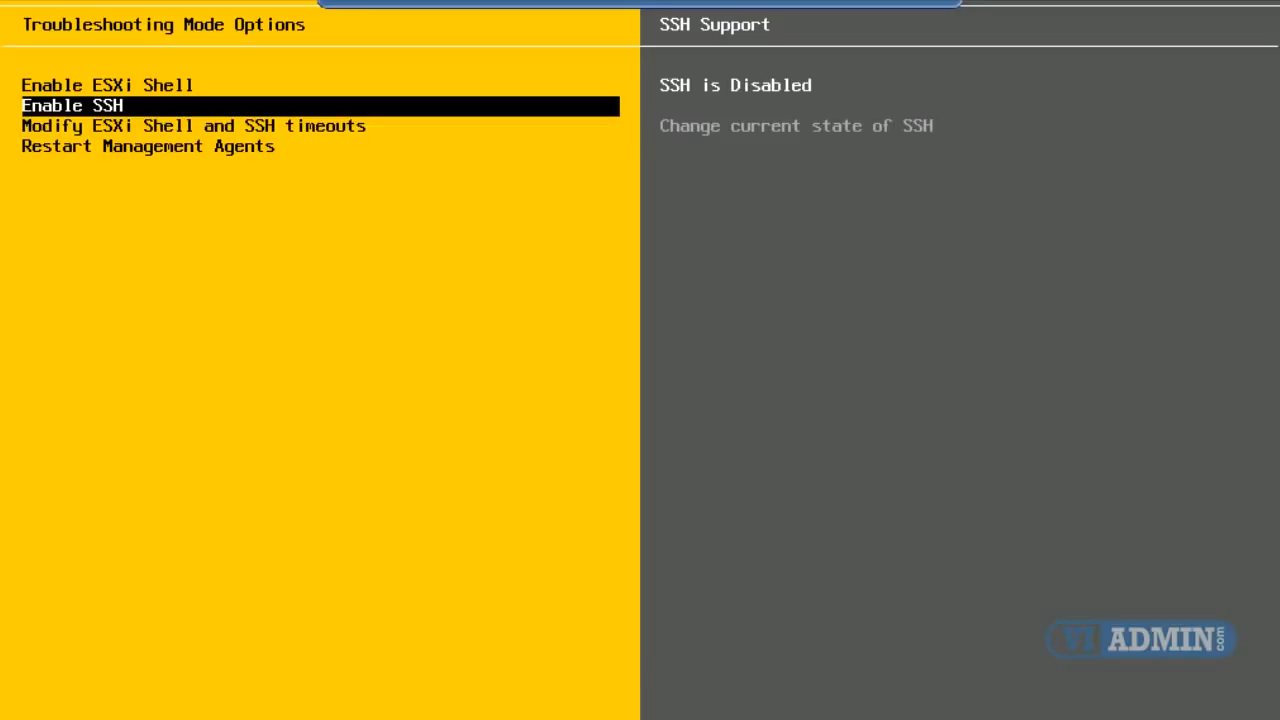 Troubleshooting Mode Options
SSH Support
Enable ESXi Shell
Enable SSH
Modify ESXi Shell and SSH timeouts
Restart Management Agents
SSH is Disabled
Change current state of SSH
VI ADMIN.com